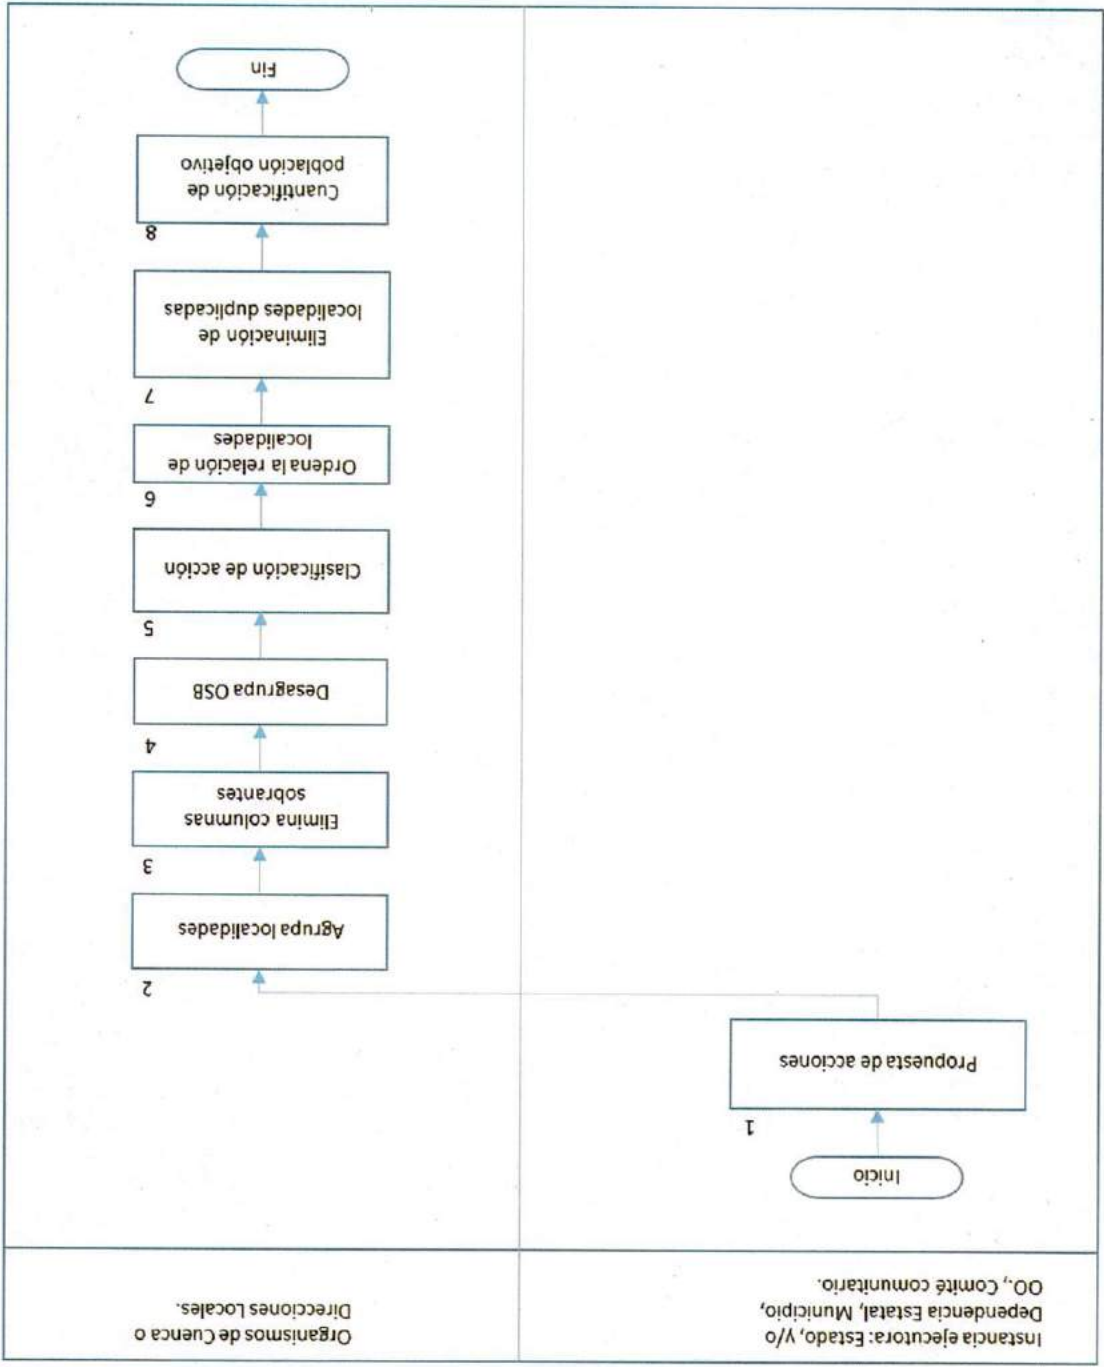 Instancia ejecutora: Estado, y/o
Dependencia Estatal, Municipio,
OO., Comité comunitario.
Organismos de Cuenca o
Direcciones Locales.
Inicio
1
Propuesta de acciones
2
Agrupa localidades
3
Elimina columnas
sobrantes
4
Desagrupa OSB
5
Clasificación de acción
6
Ordena la relación de
localidades
7
Eliminación de
localidades duplicadas
8
Cuantificación de
población objetivo
Fin